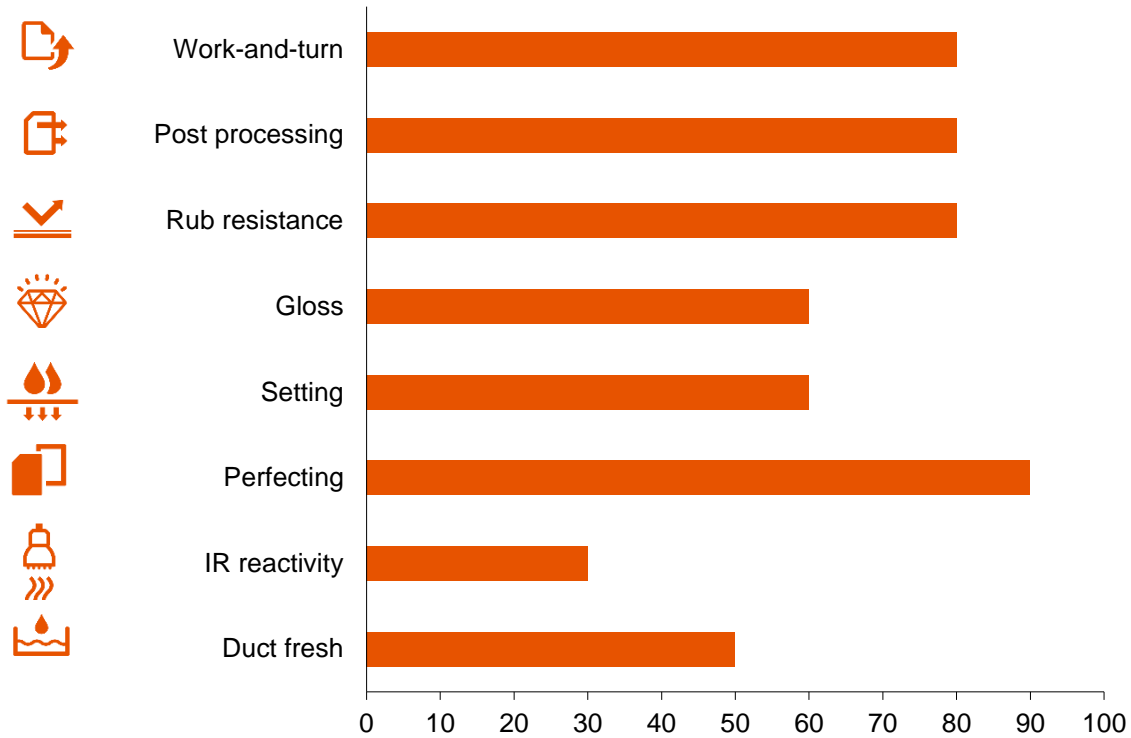 Work-and-turn
Post processing
Rub resistance
Gloss
Setting
Perfecting
IR reactivity
Duct fresh
0 10 20 30 40 50 60 70 80 90 100